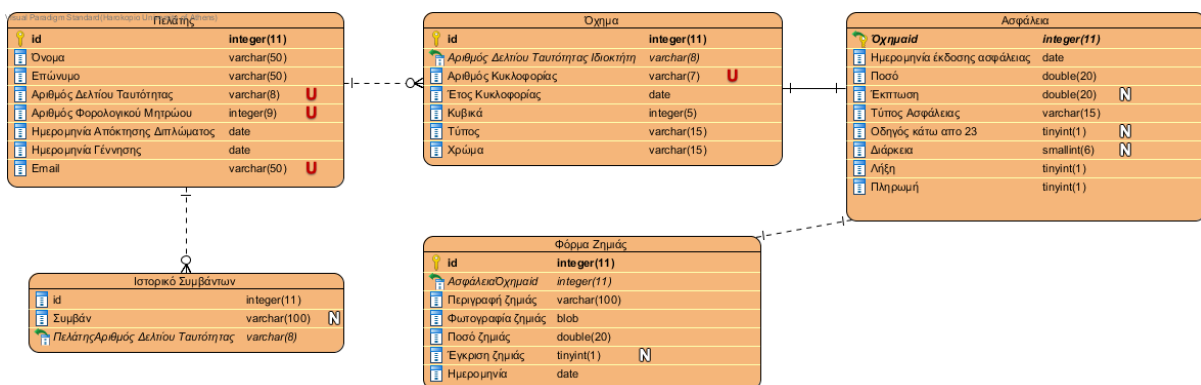 Visual Paradigm Standard(Harokopio University of Athens)
Πελάτης
id integer(11)
Όνομα varchar(50)
Επώνυμο varchar(50)
Αριθμός Δελτίου Ταυτότητας varchar(8) U
Αριθμός Φορολογικού Μητρώου integer(9) U
Ημερομηνία Απόκτησης Διπλώματος date
Ημερομηνία Γέννησης date
Email varchar(50) U
Όχημα
id integer(11)
Αριθμός Δελτίου Ταυτότητας Ιδιοκτήτη varchar(8)
Αριθμός Κυκλοφορίας varchar(7) U
Έτος Κυκλοφορίας date
Κυβικά integer(5)
Τύπος varchar(15)
Χρώμα varchar(15)
Ασφάλεια
Όχημαid integer(11)
Ημερομηνία έκδοσης ασφάλειας date
Ποσό double(20)
Έκπτωση double(20) N
Τύπος Ασφάλειας varchar(15)
Οδηγός κάτω απο 23 tinyint(1) N
Διάρκεια smallint(6) N
Λήξη tinyint(1)
Πληρωμή tinyint(1)
Ιστορικό Συμβάντων
id integer(11)
Συμβάν varchar(100) N
ΠελάτηςΑριθμός Δελτίου Ταυτότητας varchar(8)
Φόρμα Ζημιάς
id integer(11)
ΑσφάλειαΌχημαid integer(11)
Περιγραφή ζημιάς varchar(100)
Φωτογραφία ζημιάς blob
Ποσό ζημιάς double(20)
Έγκριση ζημιάς tinyint(1) N
Ημερομηνία date